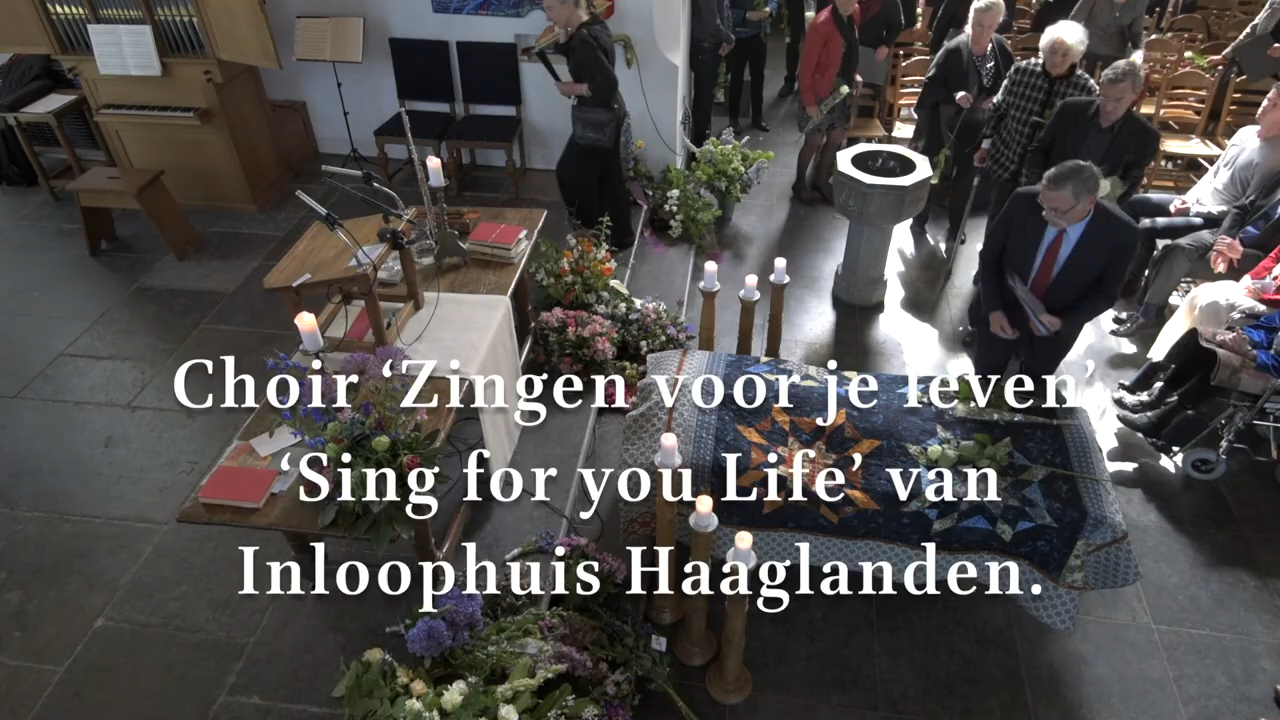 Choir ‘Zingen voor je leven’
‘Sing for you Life’ van
Inloophuis Haaglanden.